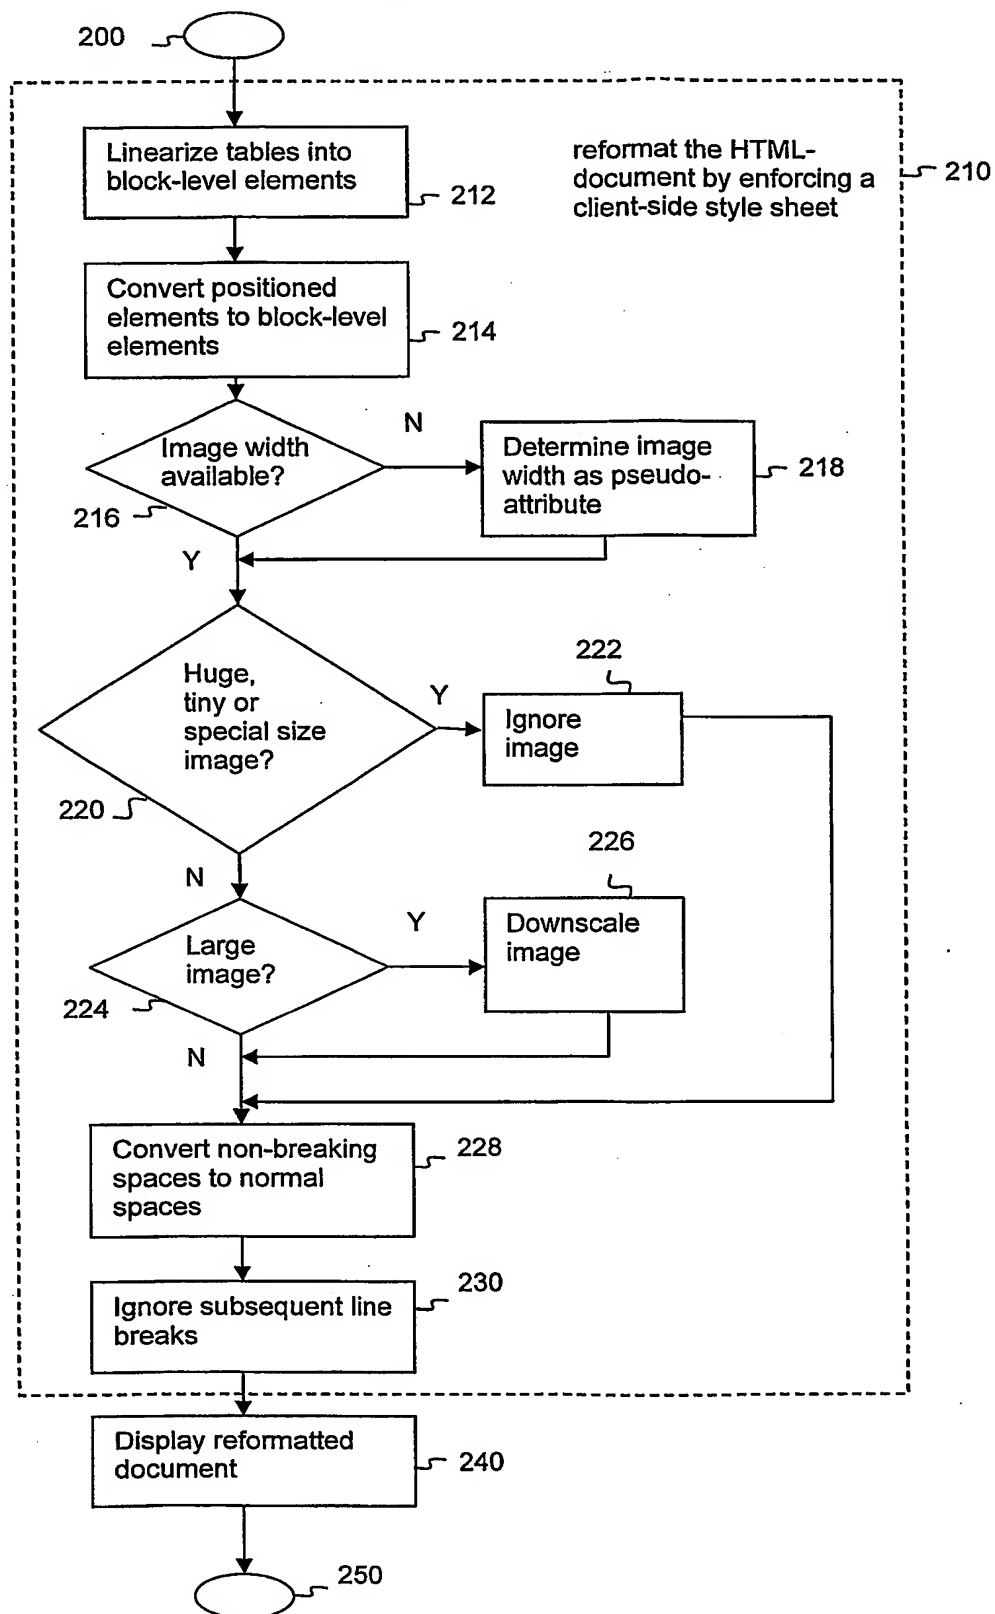 200
Linearize tables into
block-level elements
212
reformat the HTML-
document by enforcing a
client-side style sheet
210
Convert positioned
elements to block-level
elements
214
Image width
available?
216
N
Determine image
width as pseudo-
attribute
218
Y
Huge,
tiny or
special size
image?
220
Y
222
Ignore
image
N
226
Large
image?
224
Y
Downscale
image
N
Convert non-breaking
spaces to normal
spaces
228
Ignore subsequent line
breaks
230
Display reformatted
document
240
250